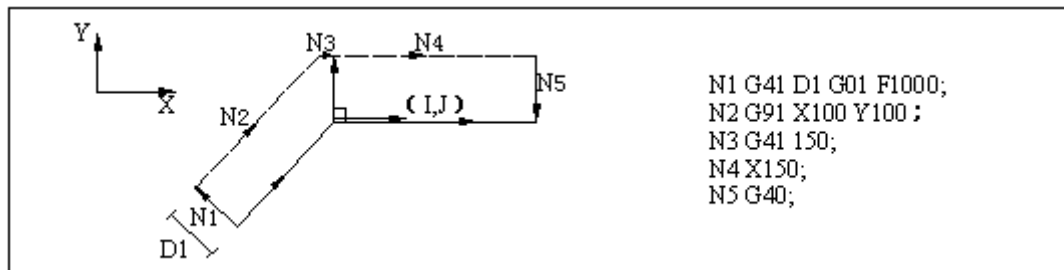 Y
X
N1
D1
N2
N3
N4
(I,J)
N5
N1 G41 D1 G01 F1000;
N2 G91 X100 Y100 ;
N3 G41 150;
N4 X150;
N5 G40;